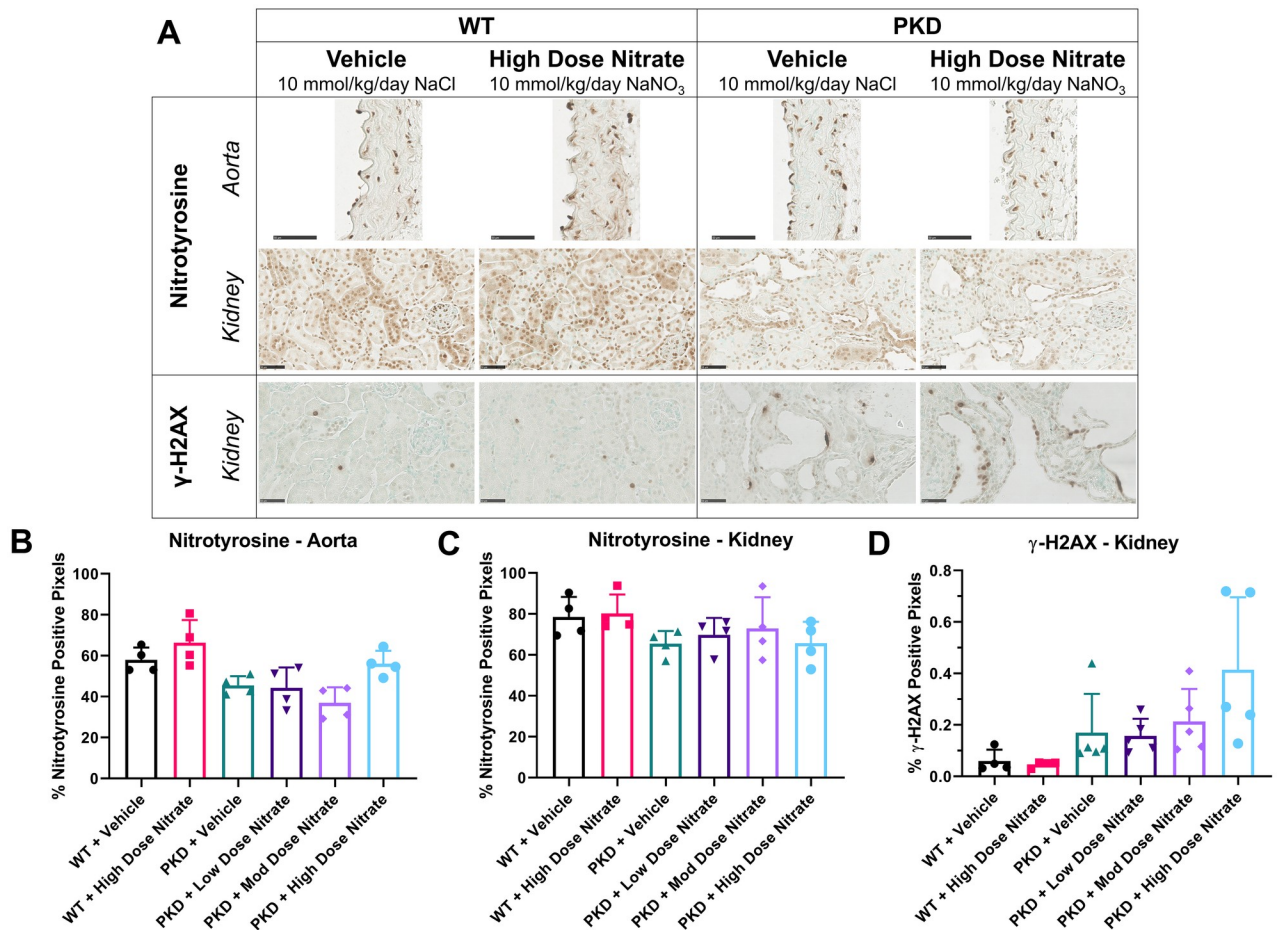 A
WT
PKD
Vehicle
10 mmol/kg/day NaCl
High Dose Nitrate
10 mmol/kg/day NaNO₃
Vehicle
10 mmol/kg/day NaCl
High Dose Nitrate
10 mmol/kg/day NaNO₃
Nitrotyrosine
Aorta
Kidney
γ-H2AX
Kidney
B
Nitrotyrosine - Aorta
% Nitrotyrosine Positive Pixels
100
80
60
40
20
0
WT + Vehicle
WT + High Dose Nitrate
PKD + Vehicle
PKD + Low Dose Nitrate
PKD + Mod Dose Nitrate
PKD + High Dose Nitrate
C
Nitrotyrosine - Kidney
% Nitrotyrosine Positive Pixels
100
80
60
40
20
0
WT + Vehicle
WT + High Dose Nitrate
PKD + Vehicle
PKD + Low Dose Nitrate
PKD + Mod Dose Nitrate
PKD + High Dose Nitrate
D
γ-H2AX - Kidney
% γ-H2AX Positive Pixels
0.8
0.6
0.4
0.2
0.0
WT + Vehicle
WT + High Dose Nitrate
PKD + Vehicle
PKD + Low Dose Nitrate
PKD + Mod Dose Nitrate
PKD + High Dose Nitrate